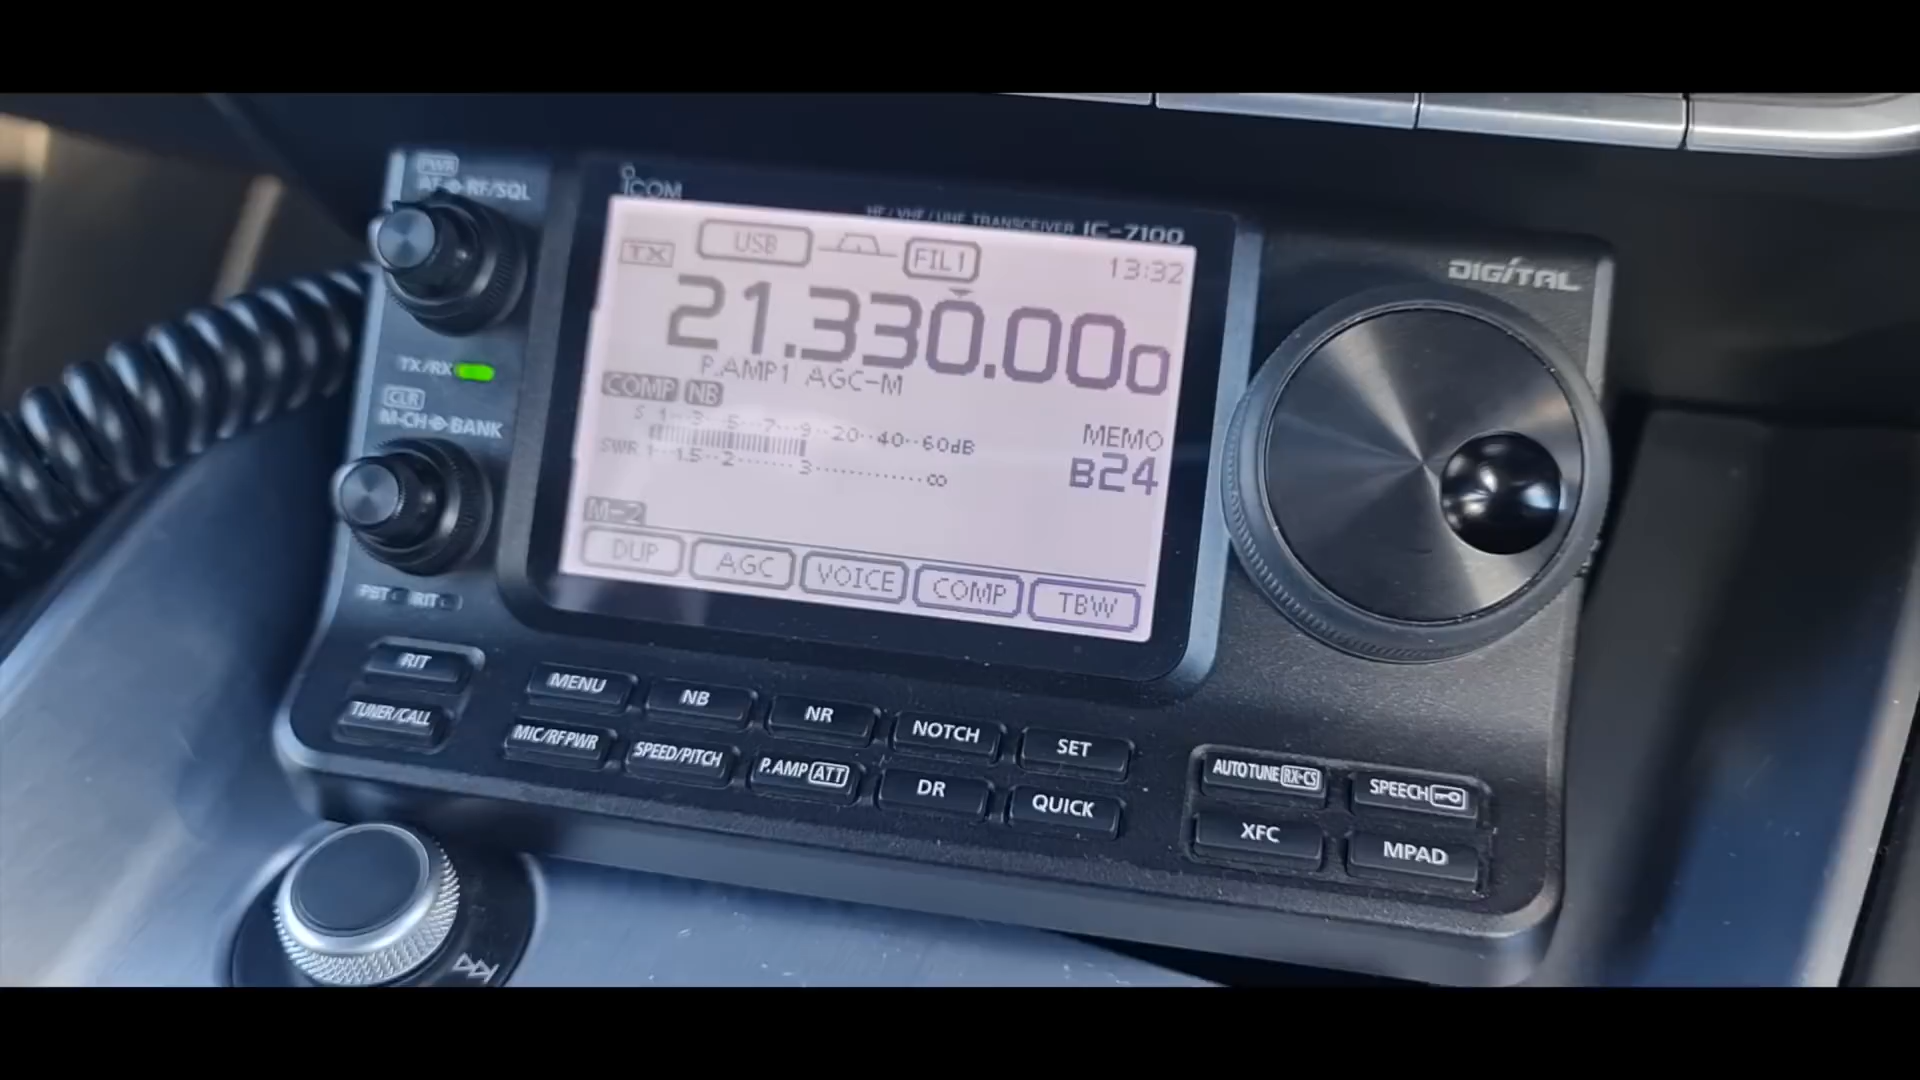 PWR
AF RF/SQL
ICOM
HF/VHF/UHF TRANSCEIVER IC-7100
DIGITAL
TX USB FIL1 13:32
21.330.000
P.AMP1 AGC-M
COMP NB
S 1 3 5 7 9 20 40 60dB
SWR 1 1.5 2 3 ∞
MEMO
B24
M-2
DUP AGC VOICE COMP TBW
TX/RX
CLR
M-CH BANK
PBT RIT
RIT
TUNER/CALL
MENU NB NR NOTCH SET
MIC/RF PWR SPEED/PITCH P.AMP ATT DR QUICK
AUTO TUNE RX-CS SPEECH
XFC MPAD